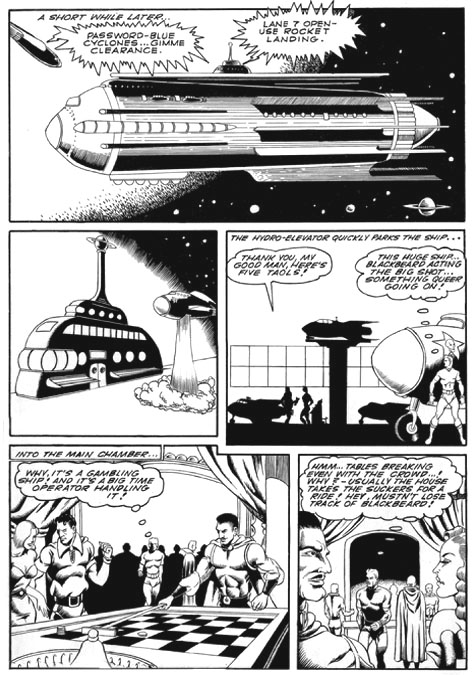 A SHORT WHILE LATER...
PASSWORD-BLUE
CYCLONES...GIMME
CLEARANCE.
LANE 7 OPEN-
USE ROCKET
LANDING.
THE HYDRO-ELEVATOR QUICKLY PARKS THE SHIP...
THANK YOU, MY
GOOD MAN, HERE'S
FIVE TAOLS!
THIS HUGE SHIP...
BLACKBEARD ACTING
THE BIG SHOT...
SOMETHING QUEER
GOING ON!
INTO THE MAIN CHAMBER...
WHY, IT'S A GAMBLING
SHIP! AND IT'S A BIG TIME
OPERATOR HANDLING
IT!
HMM... TABLES BREAKING
EVEN WITH THE CROWD...!
WHY? - USUALLY THE HOUSE
TAKES THE SUCKERS FOR A
RIDE! HEY, MUSTN'T LOSE
TRACK OF BLACKBEARD!